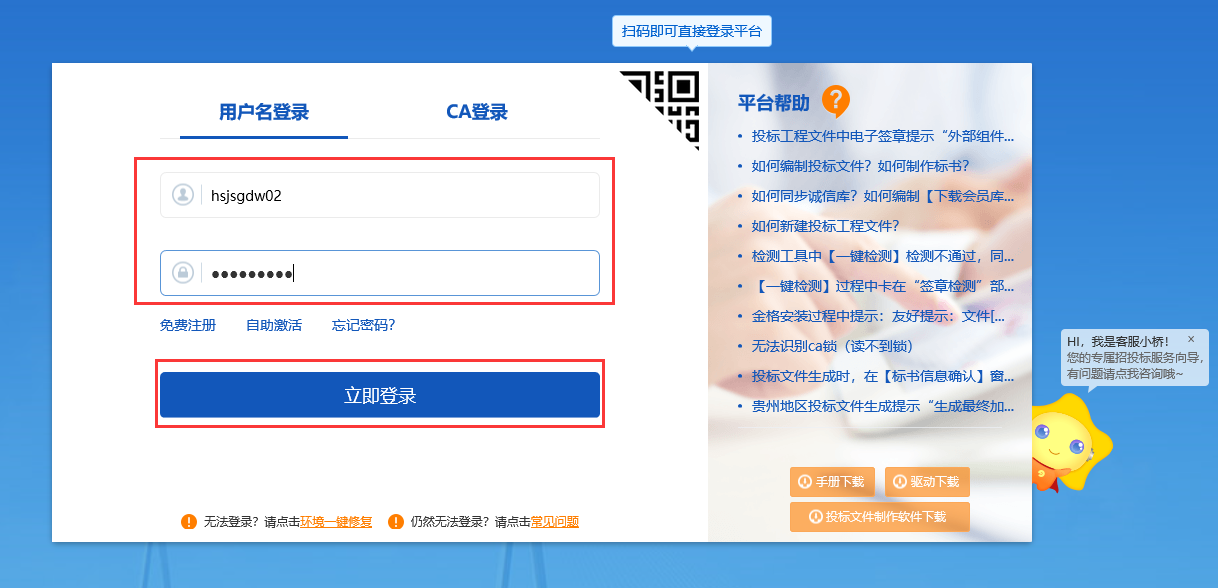 扫码即可直接登录平台
用户名登录
CA登录
hsjsgdw02
●●●●●●●●●
免费注册 自助激活 忘记密码?
立即登录
无法登录？请点击环境一键修复
仍然无法登录？请点击常见问题
平台帮助 ?
• 投标工程文件中电子签章提示“外部组件...
• 如何编制投标文件？如何制作标书？
• 如何同步诚信库？如何编制【下载会员库...
• 如何新建投标工程文件？
• 检测工具中【一键检测】检测不通过，同...
• 【一键检测】过程中卡在“签章检测”部...
• 金格安装过程中提示：友好提示：文件[...
• 无法识别ca锁（读不到锁）
• 投标文件生成时，在【标书信息确认】窗...
• 贵州地区投标文件生成提示“生成最终加...
手册下载
驱动下载
投标文件制作软件下载
HI，我是客服小桥！ ×
您的专属招投标服务向导，
有问题请点我咨询哦~